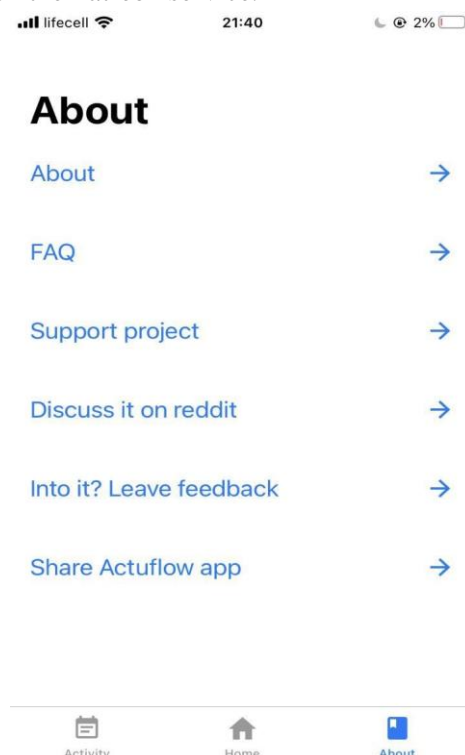 lifecell 21:40 2%
About
About
FAQ
Support project
Discuss it on reddit
Into it? Leave feedback
Share Actuflow app
Activity Home About